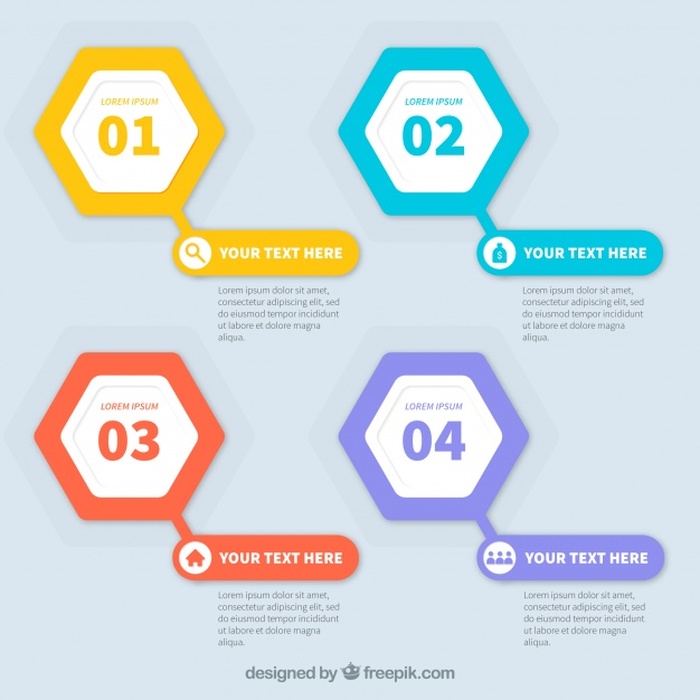 LOREM IPSUM
01
YOUR TEXT HERE
Lorem ipsum dolor sit amet,
consectetur adipiscing elit, sed
do eiusmod tempor incididunt
ut labore et dolore magna
aliqua.
LOREM IPSUM
02
$
YOUR TEXT HERE
Lorem ipsum dolor sit amet,
consectetur adipiscing elit, sed
do eiusmod tempor incididunt
ut labore et dolore magna
aliqua.
LOREM IPSUM
03
YOUR TEXT HERE
Lorem ipsum dolor sit amet,
consectetur adipiscing elit, sed
do eiusmod tempor incididunt
ut labore et dolore magna
aliqua.
LOREM IPSUM
04
YOUR TEXT HERE
Lorem ipsum dolor sit amet,
consectetur adipiscing elit, sed
do eiusmod tempor incididunt
ut labore et dolore magna
aliqua.
designed by freepik.com